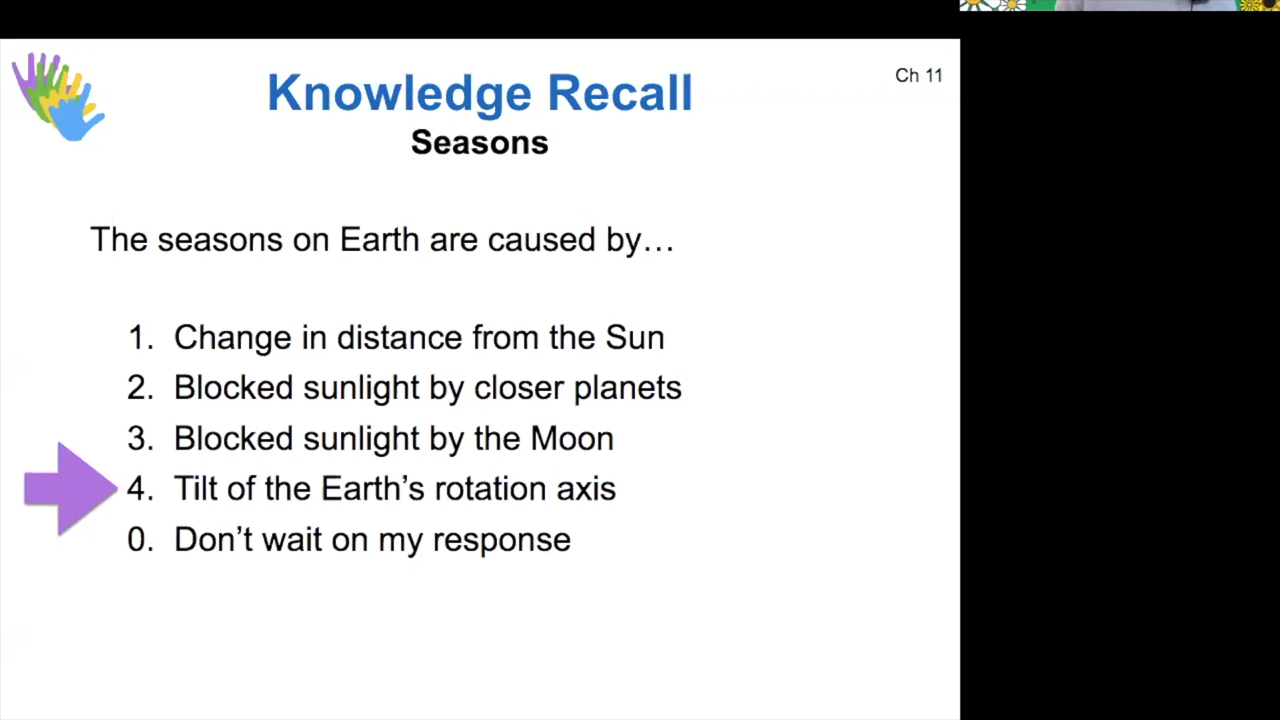 Knowledge Recall
Ch 11
Seasons
The seasons on Earth are caused by…
1. Change in distance from the Sun
2. Blocked sunlight by closer planets
3. Blocked sunlight by the Moon
4. Tilt of the Earth’s rotation axis
0. Don’t wait on my response